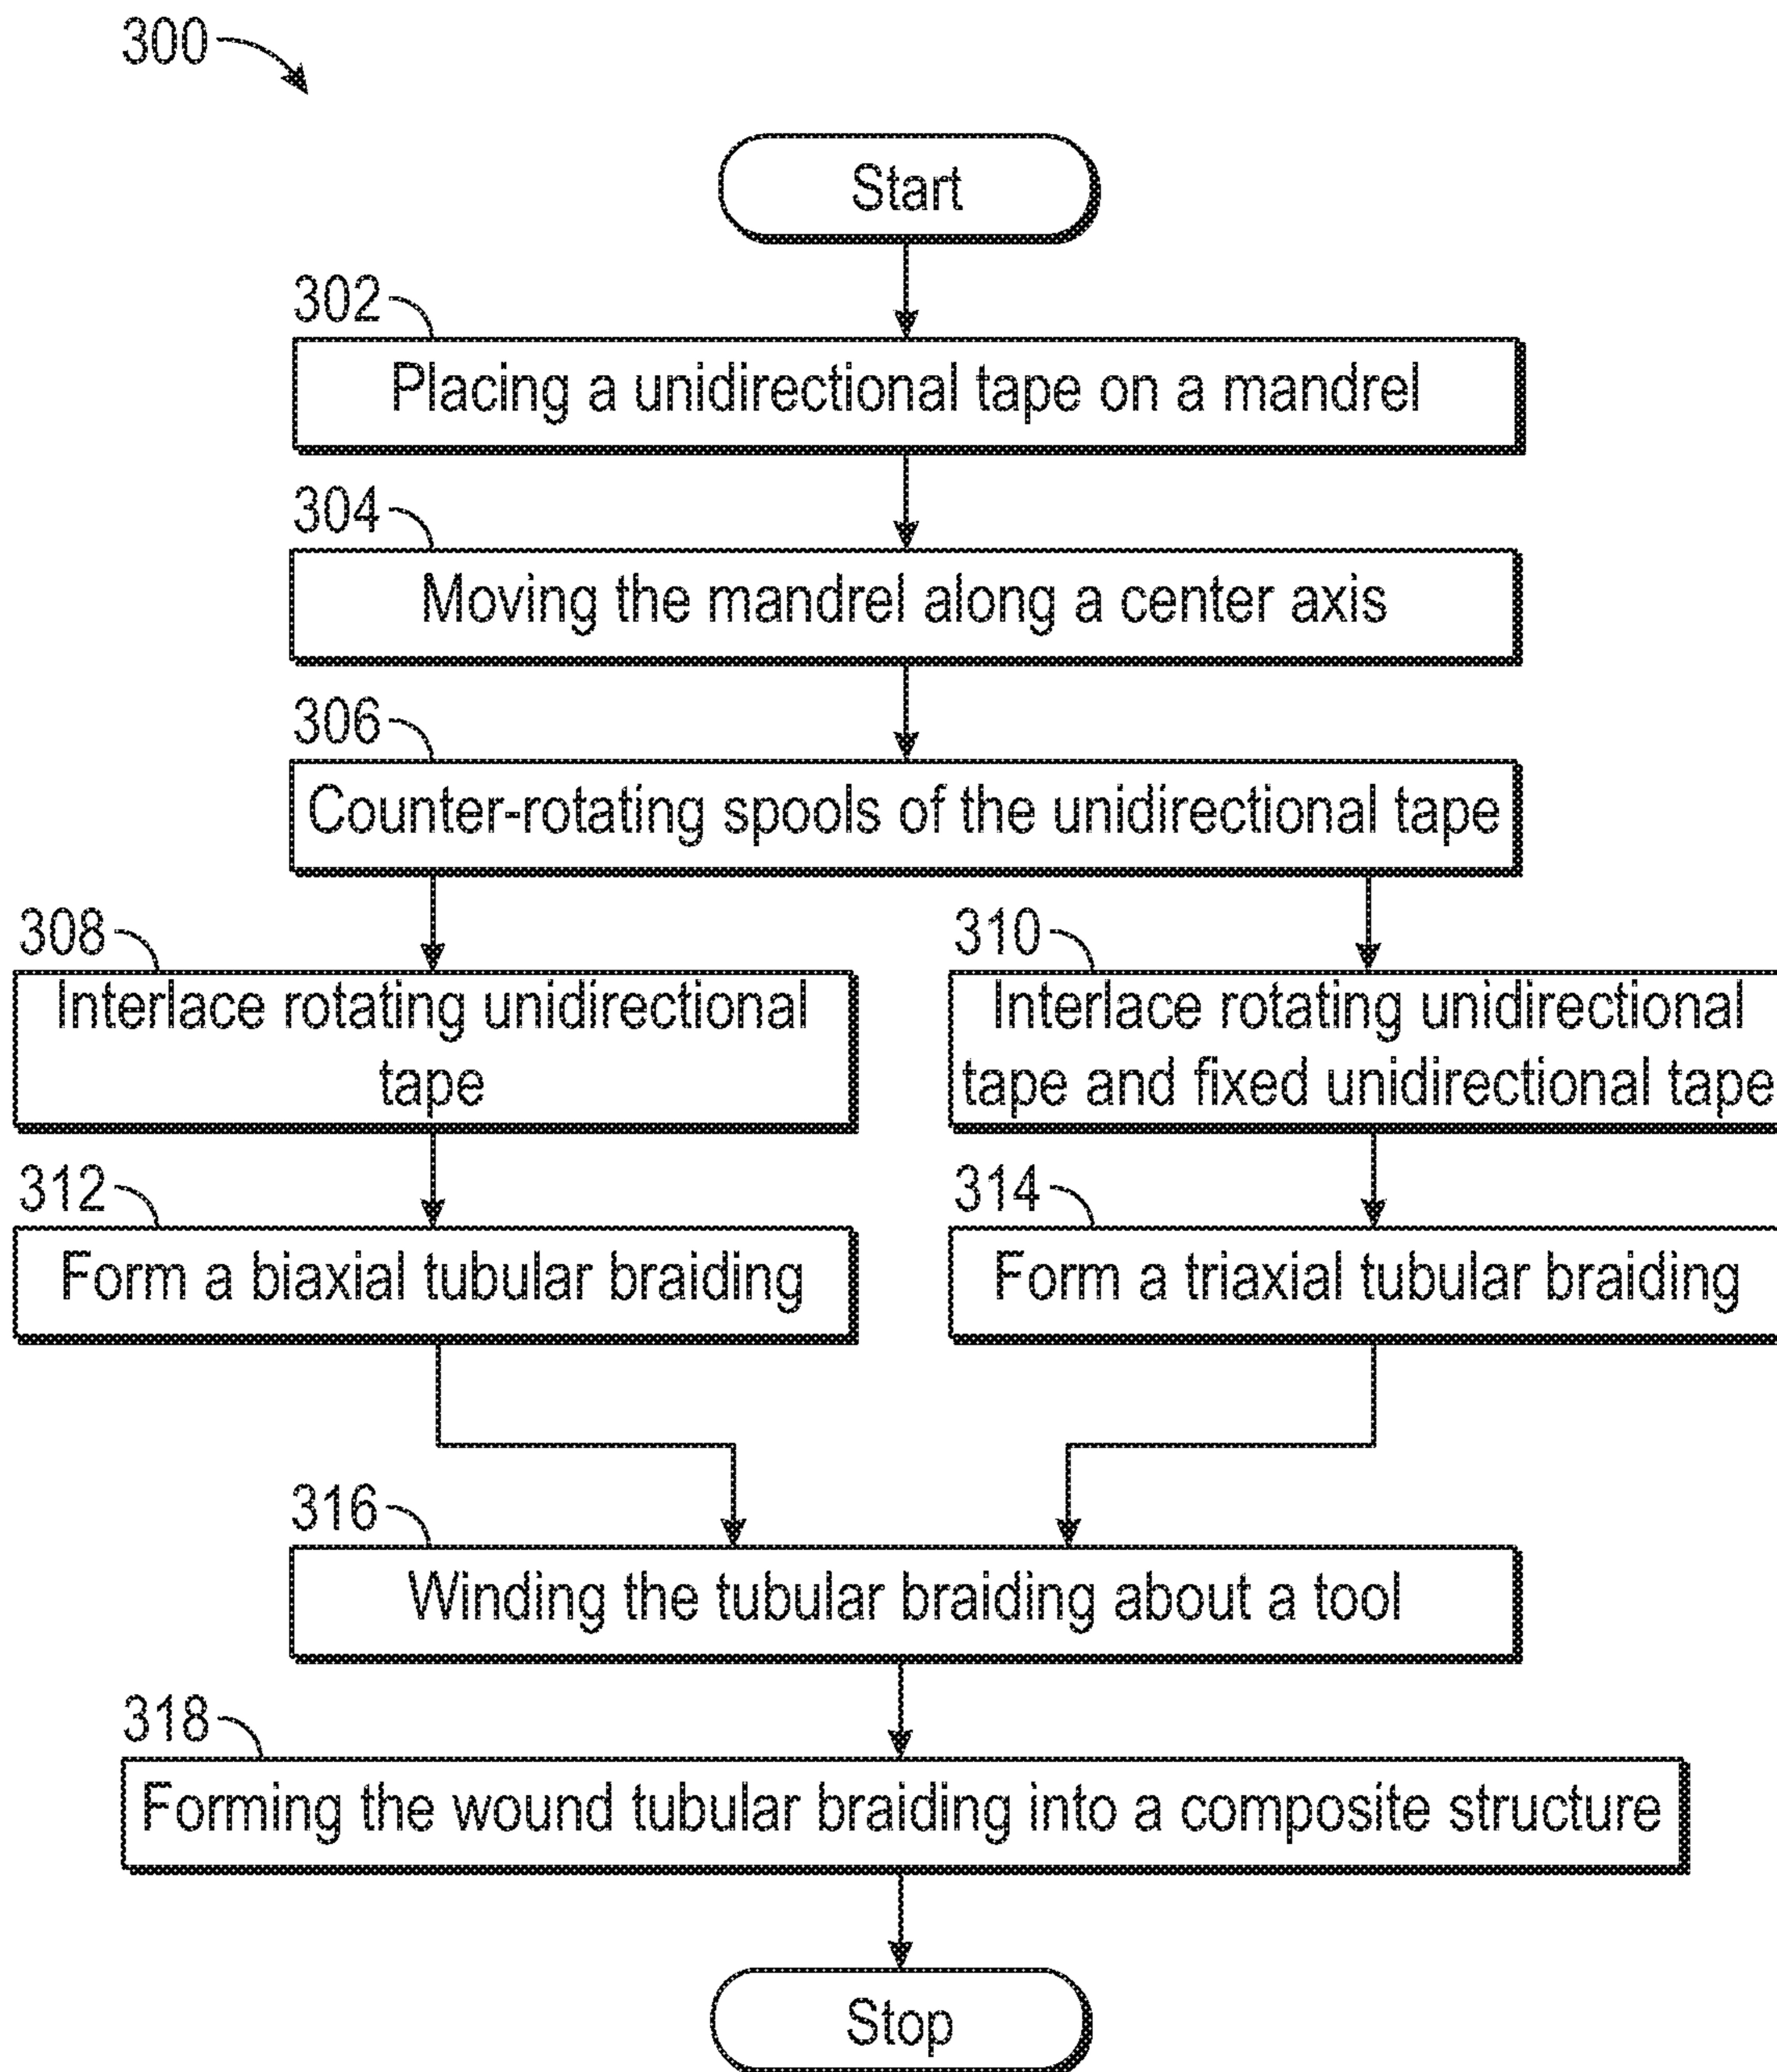 300
Start
302
Placing a unidirectional tape on a mandrel
304
Moving the mandrel along a center axis
306
Counter-rotating spools of the unidirectional tape
308
Interlace rotating unidirectional
tape
310
Interlace rotating unidirectional
tape and fixed unidirectional tape
312
Form a biaxial tubular braiding
314
Form a triaxial tubular braiding
316
Winding the tubular braiding about a tool
318
Forming the wound tubular braiding into a composite structure
Stop